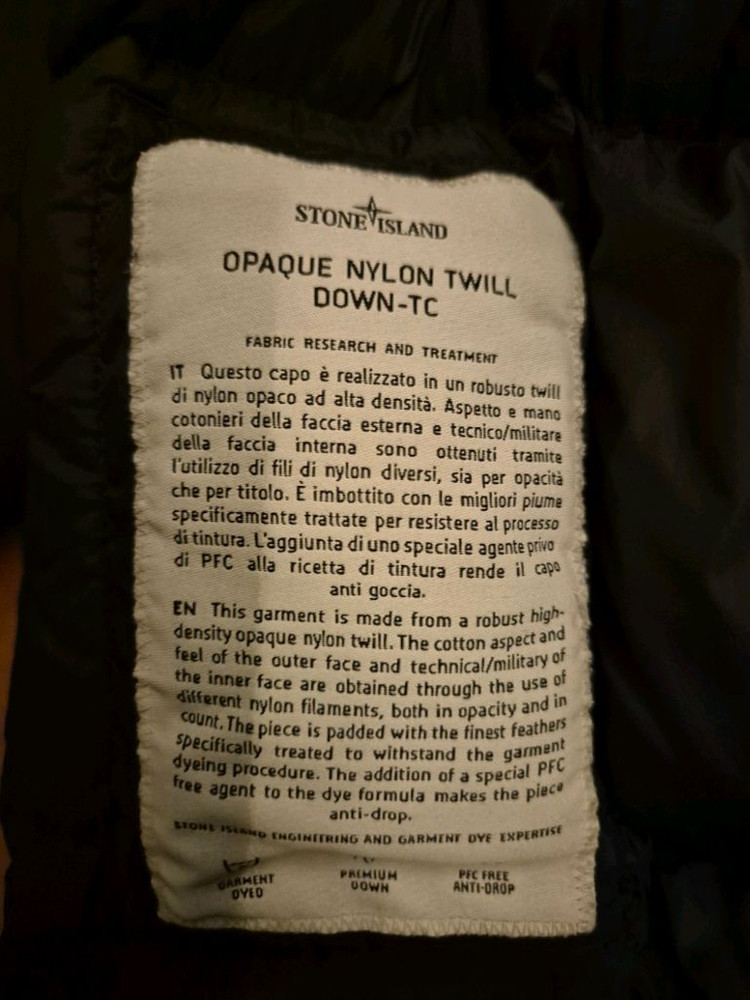 STONE ISLAND
OPAQUE NYLON TWILL
DOWN-TC
FABRIC RESEARCH AND TREATMENT
IT Questo capo è realizzato in un robusto twill
di nylon opaco ad alta densità. Aspetto e mano
cotonieri della faccia esterna e tecnico/militare
della faccia interna sono ottenuti tramite
l'utilizzo di fili di nylon diversi, sia per opacità
che per titolo. È imbottito con le migliori piume
specificamente trattate per resistere al processo
di tintura. L'aggiunta di uno speciale agente privo
di PFC alla ricetta di tintura rende il capo
anti goccia.
EN This garment is made from a robust high-
density opaque nylon twill. The cotton aspect and
feel of the outer face and technical/military of
the inner face are obtained through the use of
different nylon filaments, both in opacity and in
count. The piece is padded with the finest feathers
specifically treated to withstand the garment
dyeing procedure. The addition of a special PFC
free agent to the dye formula makes the piece
anti-drop.
STONE ISLAND ENGINEERING AND GARMENT DYE EXPERTISE
GARMENT
DYED
PREMIUM
DOWN
PFC FREE
ANTI-DROP